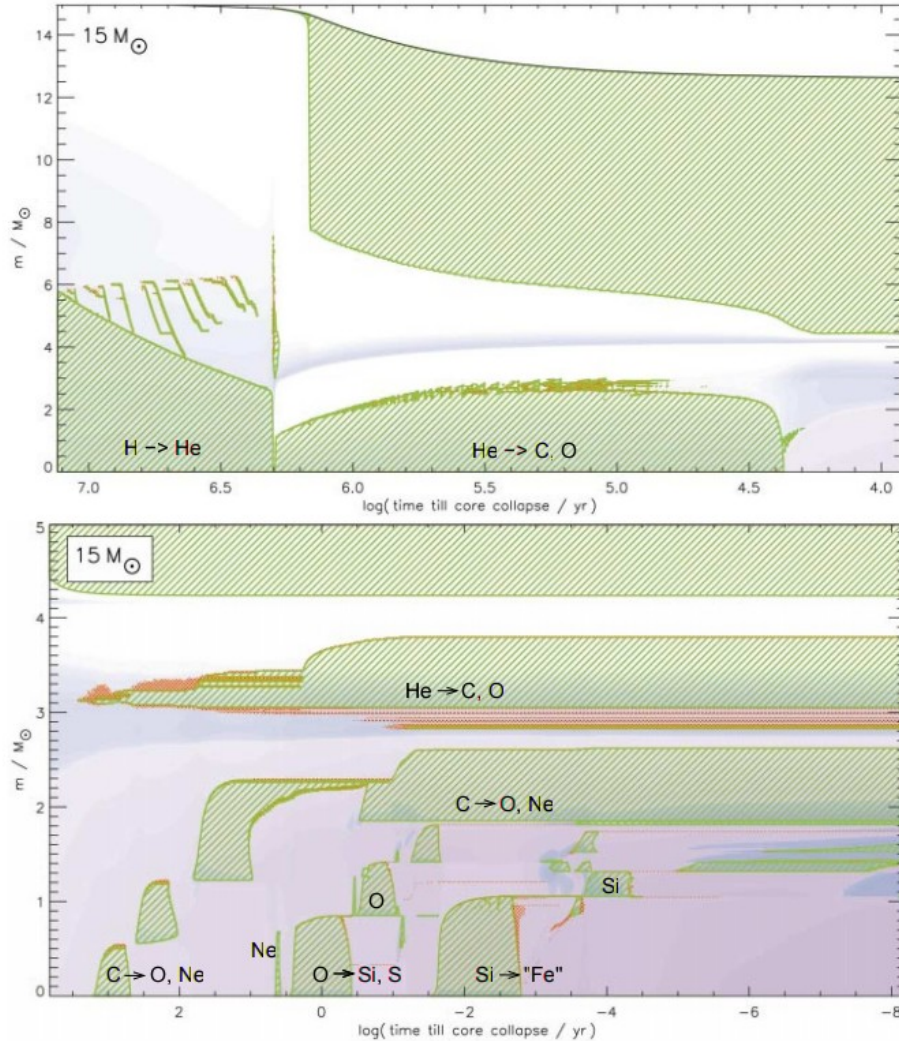 15 M☉
14
12
10
8
6
4
2
0
m / M☉
H -> He
He -> C, O
7.0 6.5 6.0 5.5 5.0 4.5 4.0
log(time till core collapse / yr)
15 M☉
5
4
3
2
1
0
m / M☉
He → C, O
C → O, Ne
O
Si
Ne
C → O, Ne
O → Si, S
Si → "Fe"
2 0 -2 -4 -6 -8
log(time till core collapse / yr)